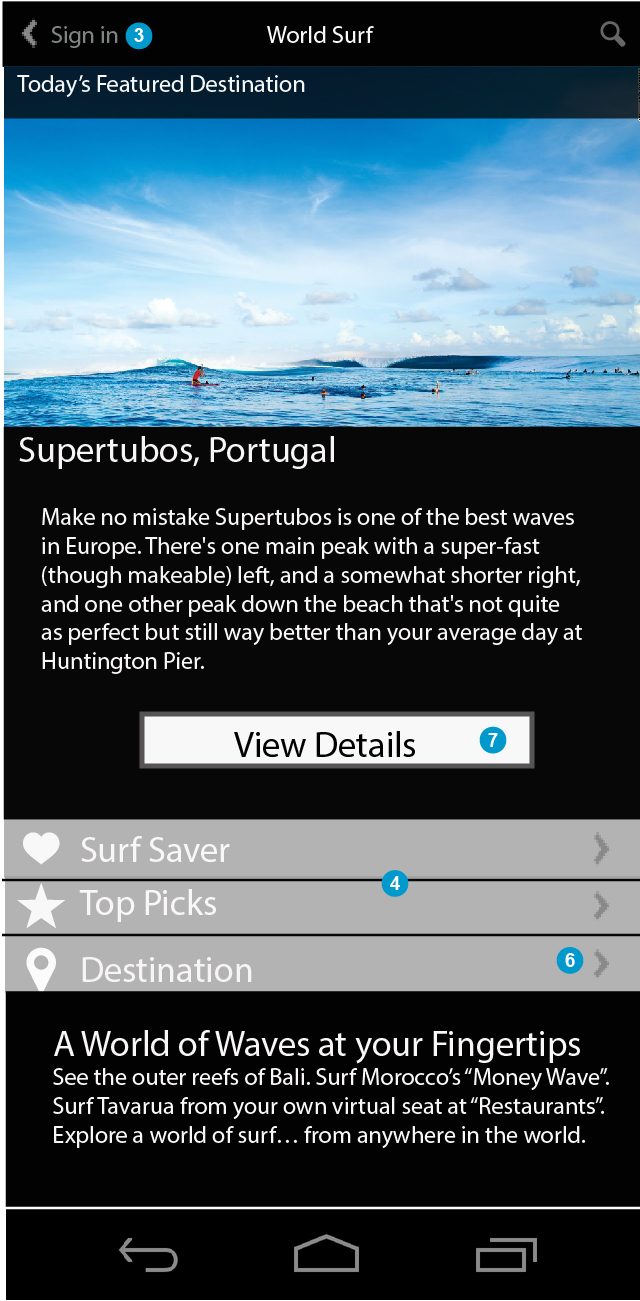 Sign in 3 World Surf
Today's Featured Destination
Supertubos, Portugal
Make no mistake Supertubos is one of the best waves
in Europe. There's one main peak with a super-fast
(though makeable) left, and a somewhat shorter right,
and one other peak down the beach that's not quite
as perfect but still way better than your average day at
Huntington Pier.
View Details 7
Surf Saver
4
Top Picks
Destination 6
A World of Waves at your Fingertips
See the outer reefs of Bali. Surf Morocco's “Money Wave”.
Surf Tavarua from your own virtual seat at “Restaurants”.
Explore a world of surf… from anywhere in the world.